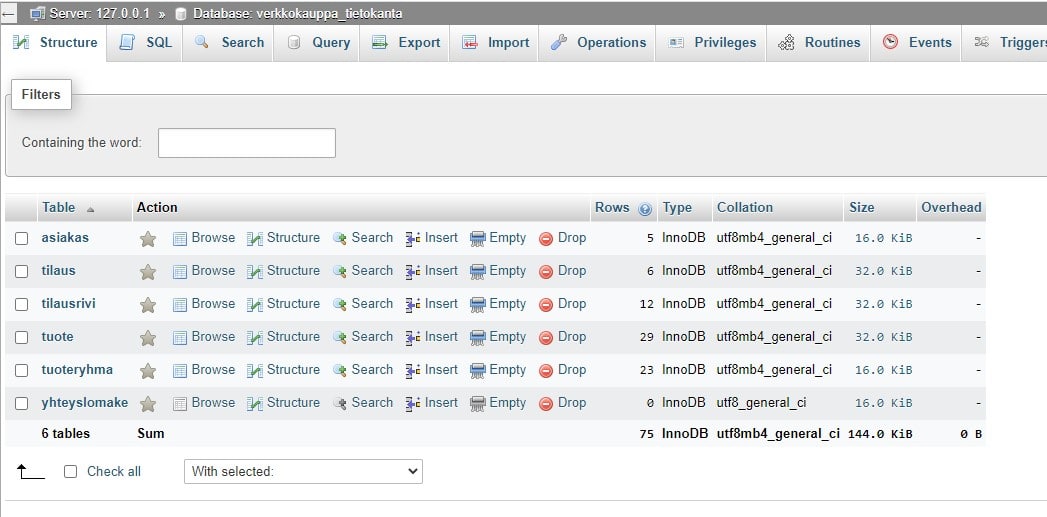 ← Server: 127.0.0.1 » Database: verkkokauppa_tietokanta
Structure SQL Search Query Export Import Operations Privileges Routines Events Triggers
Filters
Containing the word:
Table Action Rows Type Collation Size Overhead
asiakas Browse Structure Search Insert Empty Drop 5 InnoDB utf8mb4_general_ci 16.0 KiB -
tilaus Browse Structure Search Insert Empty Drop 6 InnoDB utf8mb4_general_ci 32.0 KiB -
tilausrivi Browse Structure Search Insert Empty Drop 12 InnoDB utf8mb4_general_ci 32.0 KiB -
tuote Browse Structure Search Insert Empty Drop 29 InnoDB utf8mb4_general_ci 32.0 KiB -
tuoteryhma Browse Structure Search Insert Empty Drop 23 InnoDB utf8mb4_general_ci 16.0 KiB -
yhteyslomake Browse Structure Search Insert Empty Drop 0 InnoDB utf8_general_ci 16.0 KiB -
6 tables Sum 75 InnoDB utf8mb4_general_ci 144.0 KiB 0 B
Check all With selected: